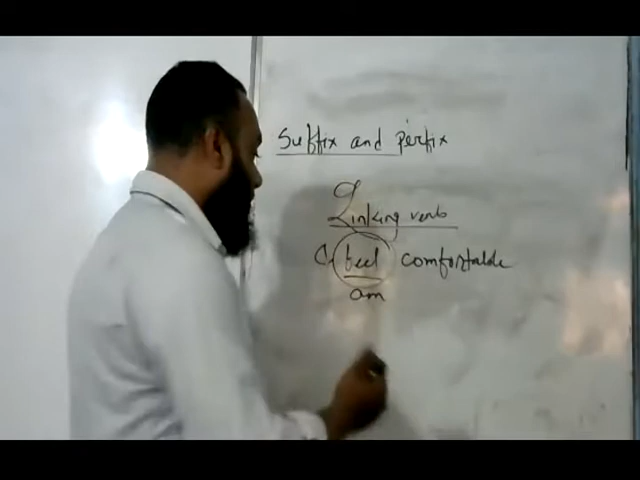 Suffix and perfix
Linking verb
I feel comfortable
am